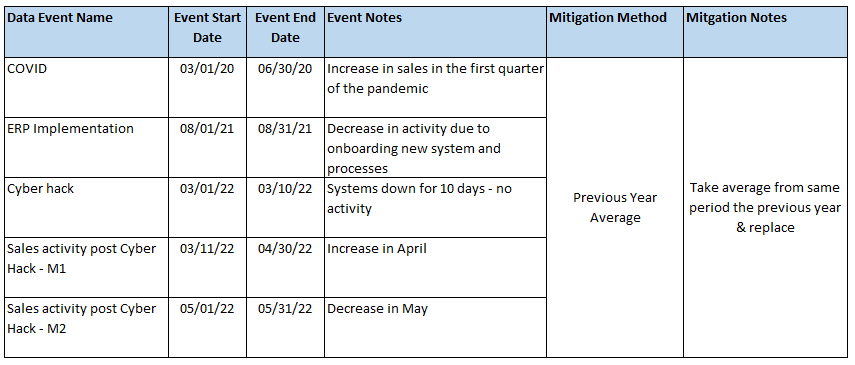 Data Event Name
Event Start
Date
Event End
Date
Event Notes
Mitigation Method
Mitgation Notes
COVID
03/01/20
06/30/20
Increase in sales in the first quarter
of the pandemic
ERP Implementation
08/01/21
08/31/21
Decrease in activity due to
onboarding new system and
processes
Cyber hack
03/01/22
03/10/22
Systems down for 10 days - no
activity
Sales activity post Cyber
Hack - M1
03/11/22
04/30/22
Increase in April
Sales activity post Cyber
Hack - M2
05/01/22
05/31/22
Decrease in May
Previous Year
Average
Take average from same
period the previous year
& replace